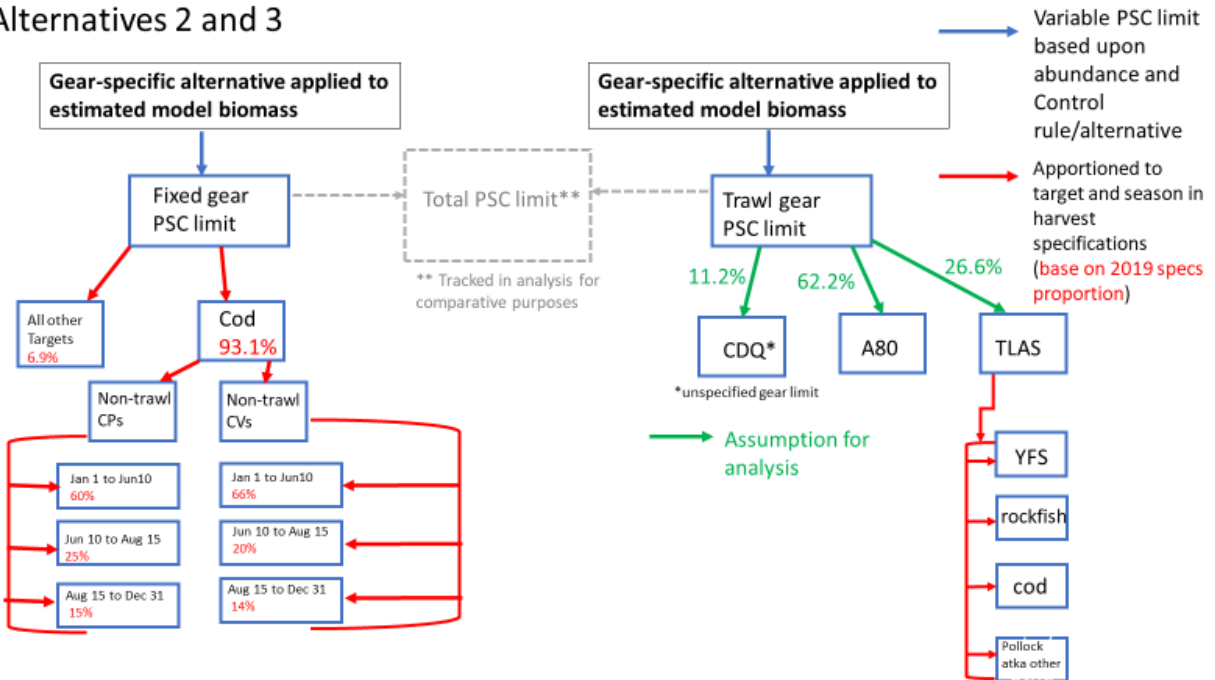 Alternatives 2 and 3
Variable PSC limit
based upon
abundance and
Control
rule/alternative
Gear-specific alternative applied to
estimated model biomass
Gear-specific alternative applied to
estimated model biomass
Apportioned to
target and season in
harvest
specifications
(base on 2019 specs
proportion)
Fixed gear
PSC limit
Total PSC limit**
Trawl gear
PSC limit
** Tracked in analysis for
comparative purposes
11.2%
62.2%
26.6%
All other
Targets
6.9%
Cod
93.1%
CDQ*
A80
TLAS
*unspecified gear limit
Non-trawl
CPs
Non-trawl
CVs
Assumption for
analysis
Jan 1 to Jun10
60%
Jan 1 to Jun10
66%
Jun 10 to Aug 15
25%
Jun 10 to Aug 15
20%
Aug 15 to Dec 31
15%
Aug 15 to Dec 31
14%
YFS
rockfish
cod
Pollock
atka other